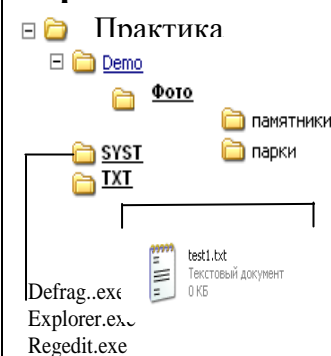 Практика
Demo
Фото
памятники
парки
SYST
TXT
test1.txt
Текстовый документ
0 КБ
Defrag..exe
Explorer.exe
Regedit.exe